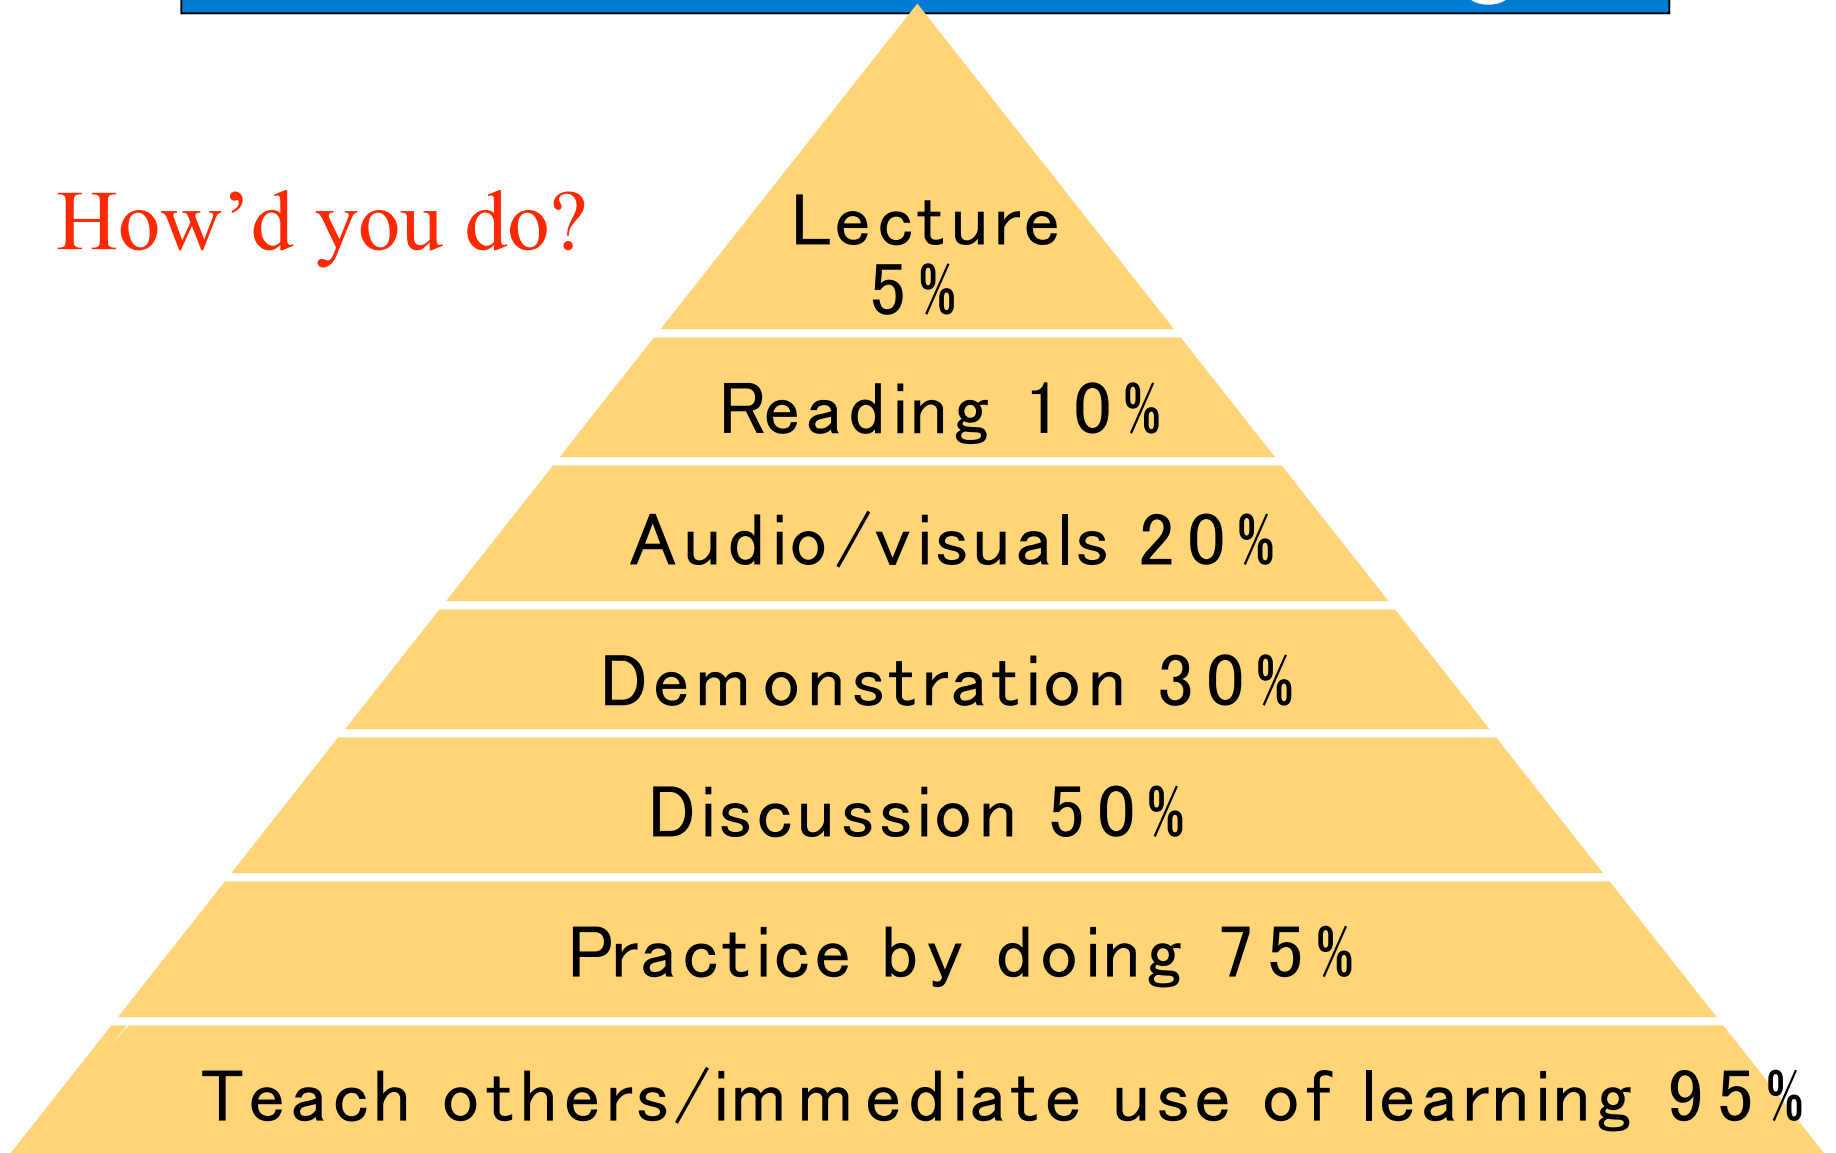 How’d you do?
Lecture
5%
Reading 10%
Audio/visuals 20%
Demonstration 30%
Discussion 50%
Practice by doing 75%
Teach others/immediate use of learning 95%